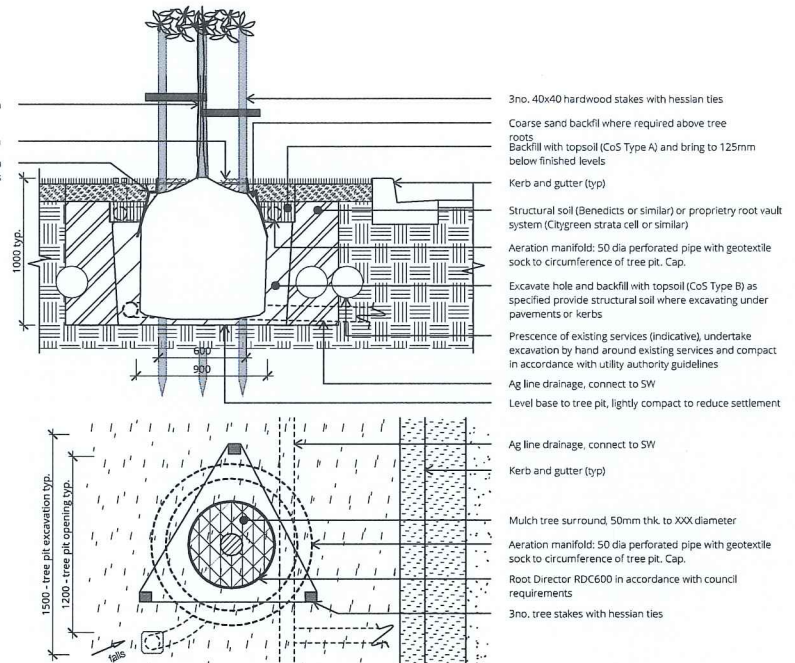 3no. 40x40 hardwood stakes with hessian ties
Coarse sand backfil where required above tree
roots
Backfill with topsoil (CoS Type A) and bring to 125mm
below finished levels
Kerb and gutter (typ)
Structural soil (Benedicts or similar) or proprietry root vault
system (Citygreen strata cell or similar)
Aeration manifold: 50 dia perforated pipe with geotextile
sock to circumference of tree pit. Cap.
Excavate hole and backfill with topsoil (CoS Type B) as
specified provide structural soil where excavating under
pavements or kerbs
Prescence of existing services (indicative), undertake
excavation by hand around existing services and compact
in accordance with utility authority guidelines
Ag line drainage, connect to SW
Level base to tree pit, lightly compact to reduce settlement
1000 typ.
600
900
Ag line drainage, connect to SW
Kerb and gutter (typ)
Mulch tree surround, 50mm thk. to XXX diameter
Aeration manifold: 50 dia perforated pipe with geotextile
sock to circumference of tree pit. Cap.
Root Director RDC600 in accordance with council
requirements
3no. tree stakes with hessian ties
1500 - tree pit excavation typ.
1200 - tree pit opening typ.
falls